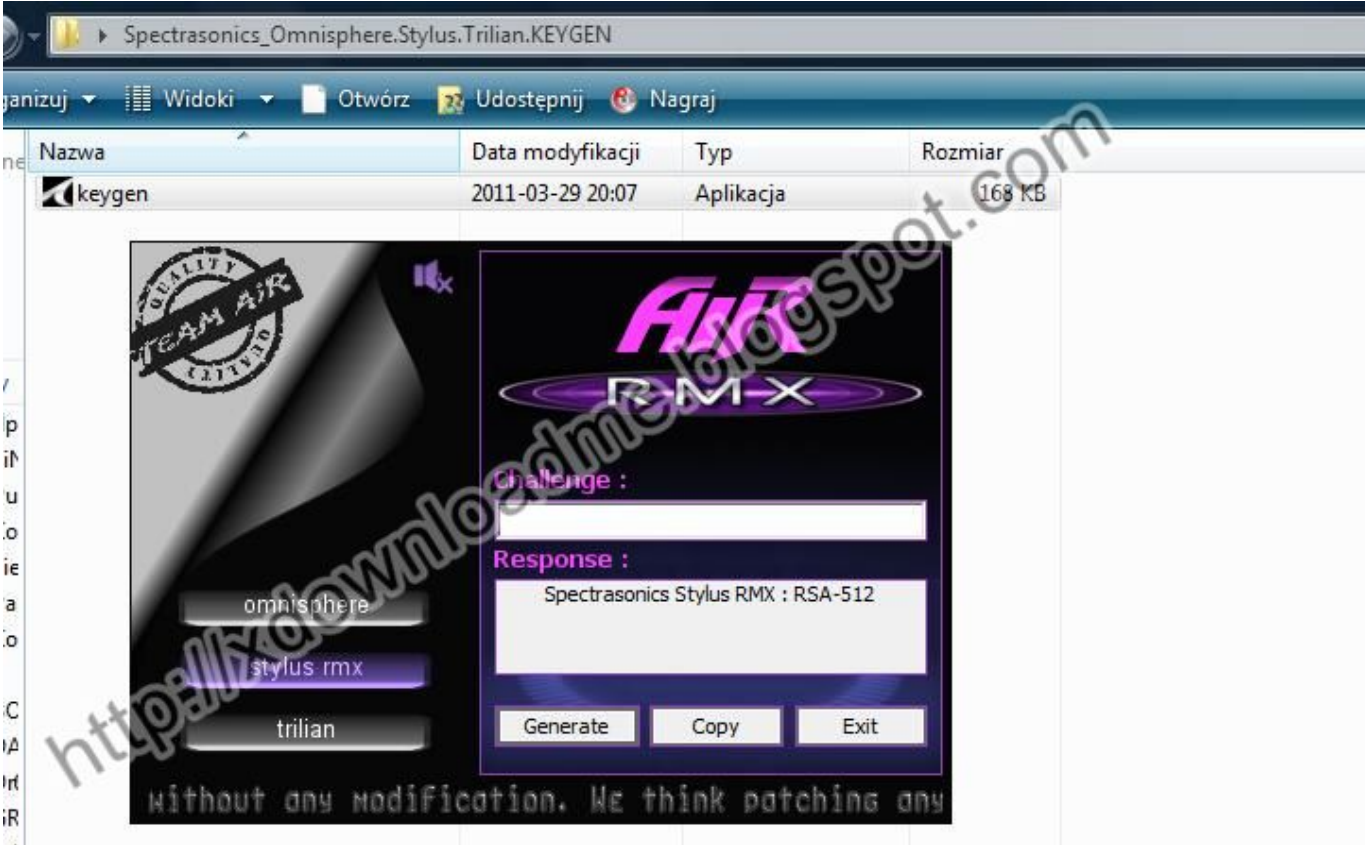 Spectrasonics_Omnisphere.Stylus.Trilian.KEYGEN
ganizuj Widoki Otwórz Udostępnij Nagraj
Nazwa Data modyfikacji Typ Rozmiar
keygen 2011-03-29 20:07 Aplikacja 168 KB
QUALITY
TEAM AiR
QUALITY
AiR
RMX
Challenge :
Response :
Spectrasonics Stylus RMX : RSA-512
omnisphere
stylus rmx
trilian
Generate Copy Exit
without any modification. We think patching any
http://xdownloadme.blogspot.com